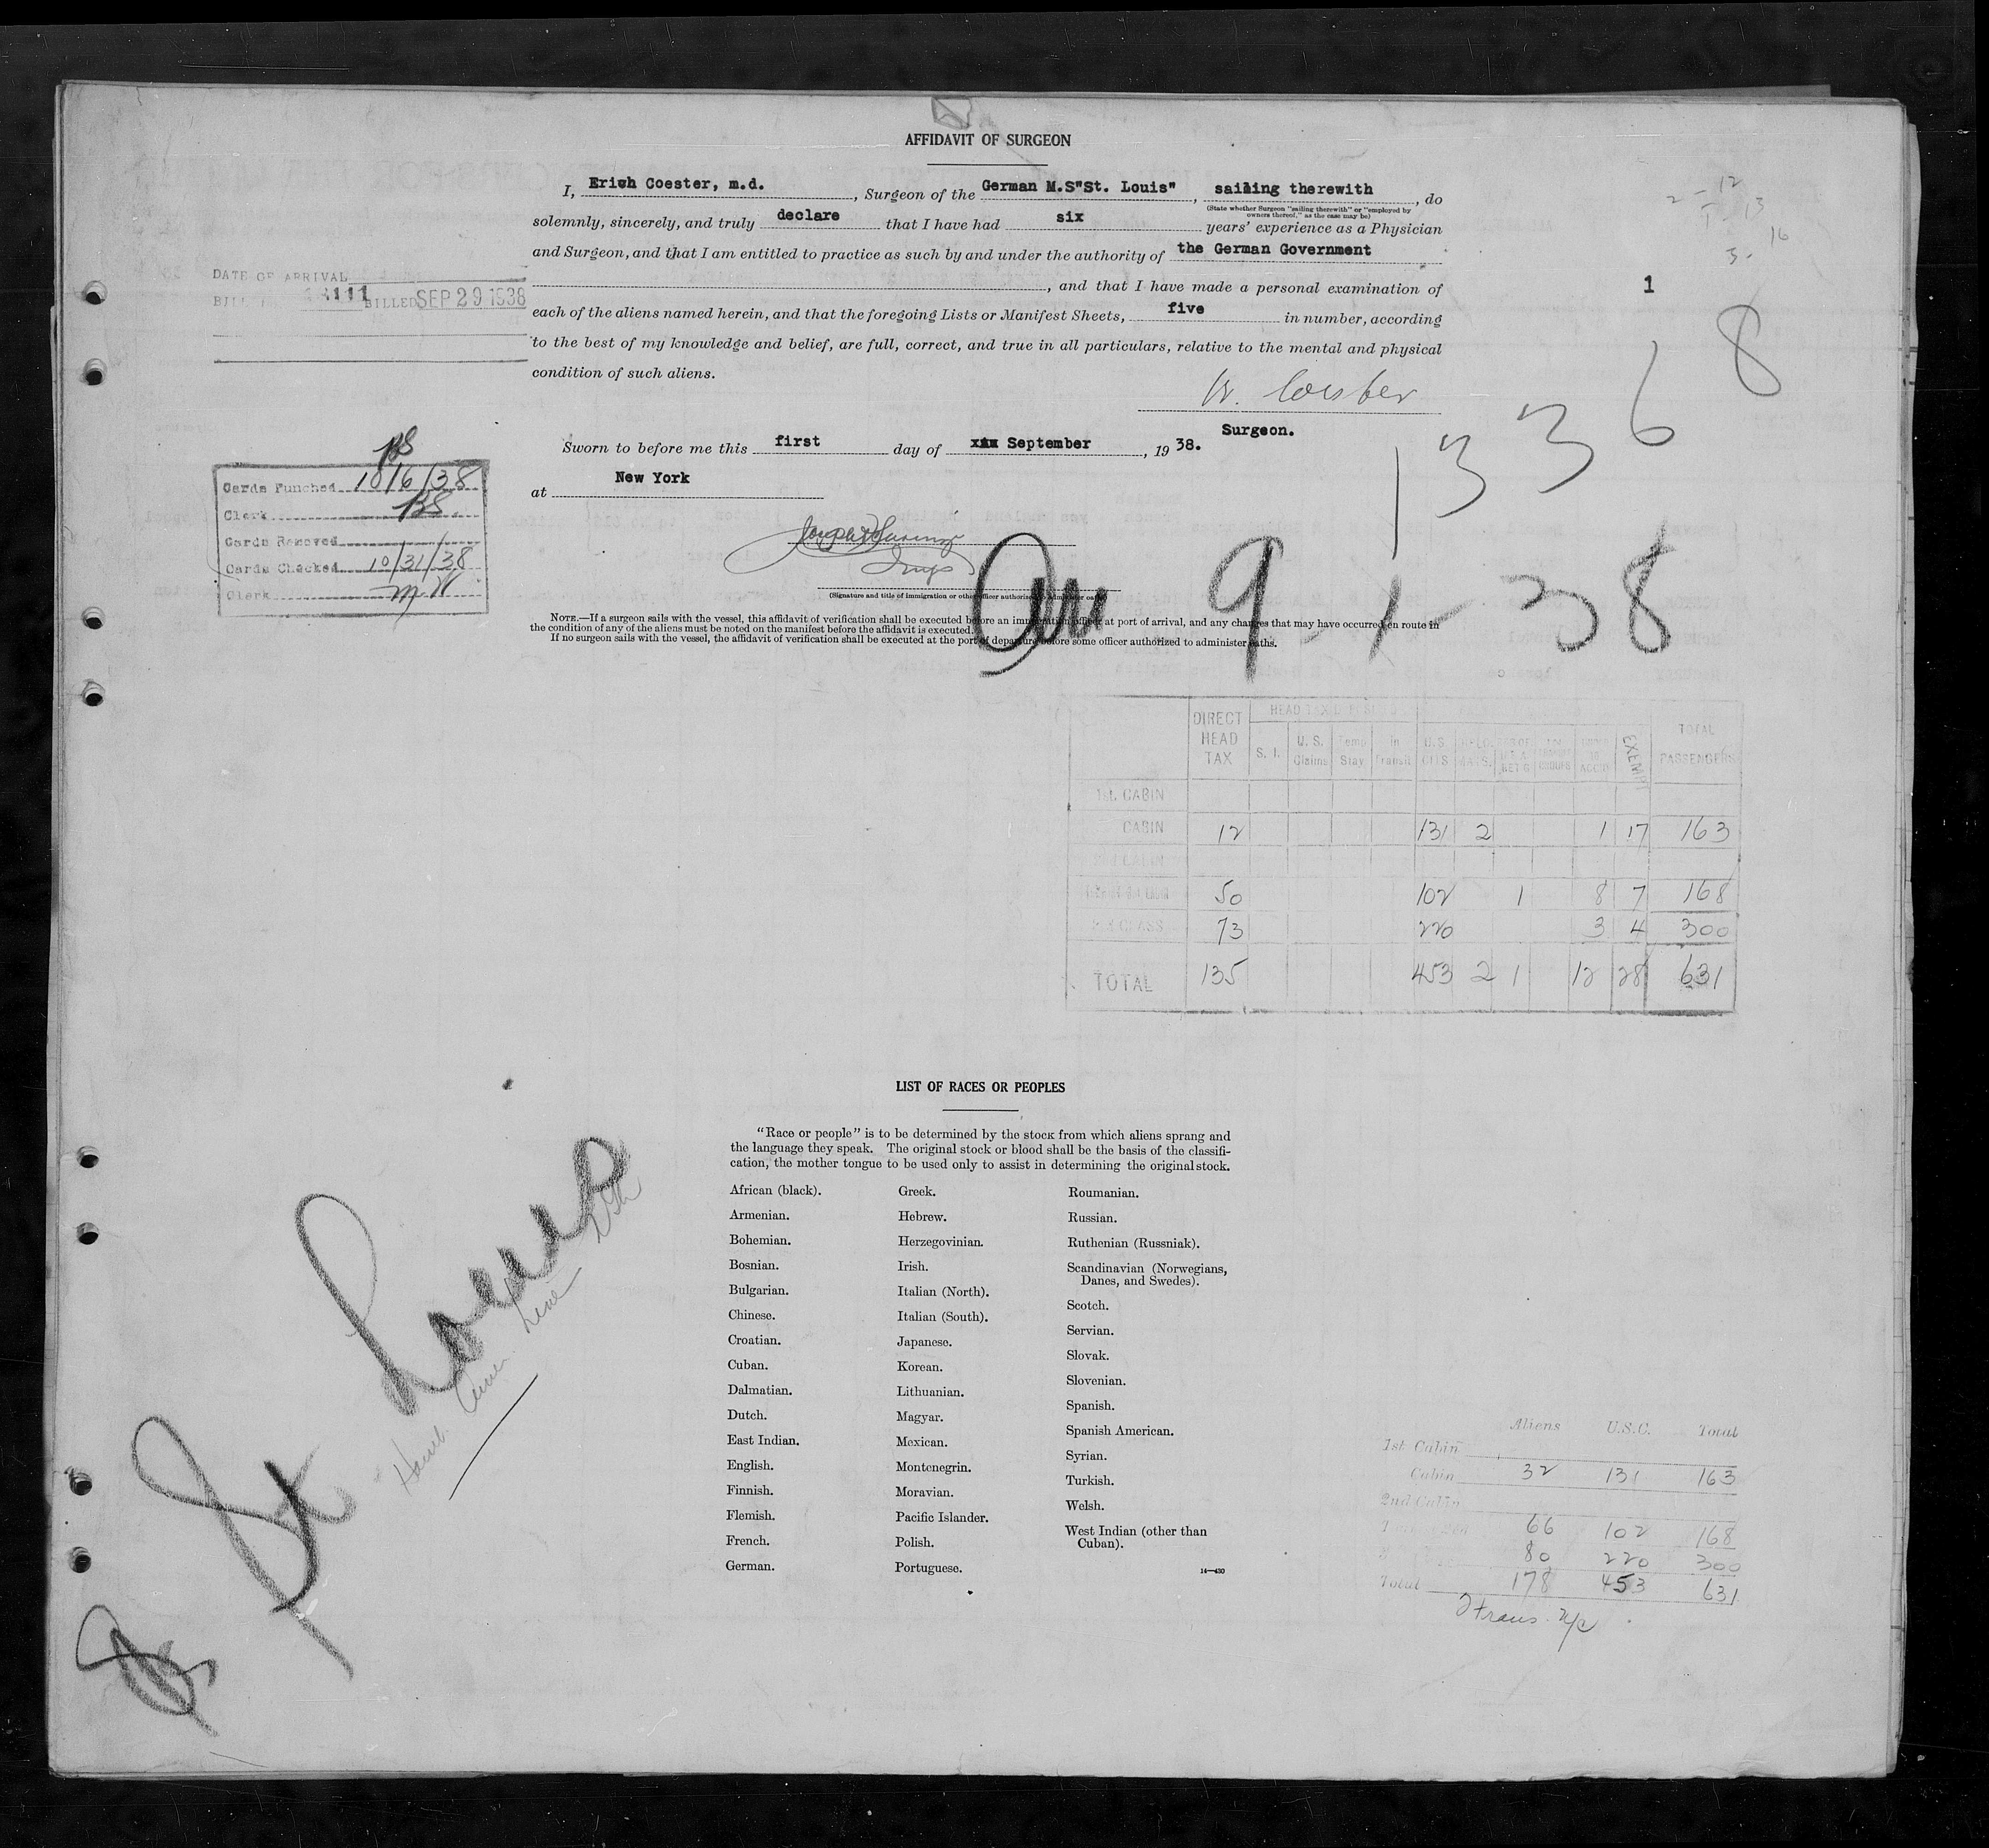 AFFIDAVIT OF SURGEON
I, Erich Coester, m.d. , Surgeon of the German M.S"St. Louis" , sailing therewith , do
(State whether Surgeon "sailing therewith" or "employed by
owners thereof," as the case may be)
solemnly, sincerely, and truly declare that I have had six years' experience as a Physician
and Surgeon, and that I am entitled to practice as such by and under the authority of the German Government
, and that I have made a personal examination of
each of the aliens named herein, and that the foregoing Lists or Manifest Sheets, five in number, according
to the best of my knowledge and belief, are full, correct, and true in all particulars, relative to the mental and physical
condition of such aliens.
Surgeon.
Sworn to before me this first day of September , 19 38.
at New York
(Signature and title of immigration or other officer authorized to administer oaths)
NOTE.—If a surgeon sails with the vessel, this affidavit of verification shall be executed before an immigration officer at port of arrival, and any changes that may have occurred en route in
the condition of any of the aliens must be noted on the manifest before the affidavit is executed.
If no surgeon sails with the vessel, the affidavit of verification shall be executed at the port of departure before some officer authorized to administer oaths.
DATE OF ARRIVAL
BILLED SEP 29 1938
1
1 3 3 6 8
Cards Punched 10/6/38
Clerk BS
Cards Removed
Cards Checked 10/31/38
Clerk
9-1-38
DIRECT HEAD TAX S. I. U. S. Claims Temp Stay In Transit U.S. CITS EXEMPT TOTAL PASSENGERS
1st. CABIN
CABIN 12 131 2 1 17 163
50 102 1 8 7 168
73 220 3 4 300
TOTAL 135 453 2 1 12 28 631
LIST OF RACES OR PEOPLES
"Race or people" is to be determined by the stock from which aliens sprang and
the language they speak. The original stock or blood shall be the basis of the classifi-
cation, the mother tongue to be used only to assist in determining the original stock.
African (black).
Armenian.
Bohemian.
Bosnian.
Bulgarian.
Chinese.
Croatian.
Cuban.
Dalmatian.
Dutch.
East Indian.
English.
Finnish.
Flemish.
French.
German.
Greek.
Hebrew.
Herzegovinian.
Irish.
Italian (North).
Italian (South).
Japanese.
Korean.
Lithuanian.
Magyar.
Mexican.
Montenegrin.
Moravian.
Pacific Islander.
Polish.
Portuguese.
Roumanian.
Russian.
Ruthenian (Russniak).
Scandinavian (Norwegians,
Danes, and Swedes).
Scotch.
Servian.
Slovak.
Slovenian.
Spanish.
Spanish American.
Syrian.
Turkish.
Welsh.
West Indian (other than
Cuban).
14—430
SS St Louis
Hamb. Amer. Line
Aliens U.S.C. Total
1st Cabin
Cabin 32 131 163
2nd Cabin
66 102 168
80 220 300
Total 178 453 631